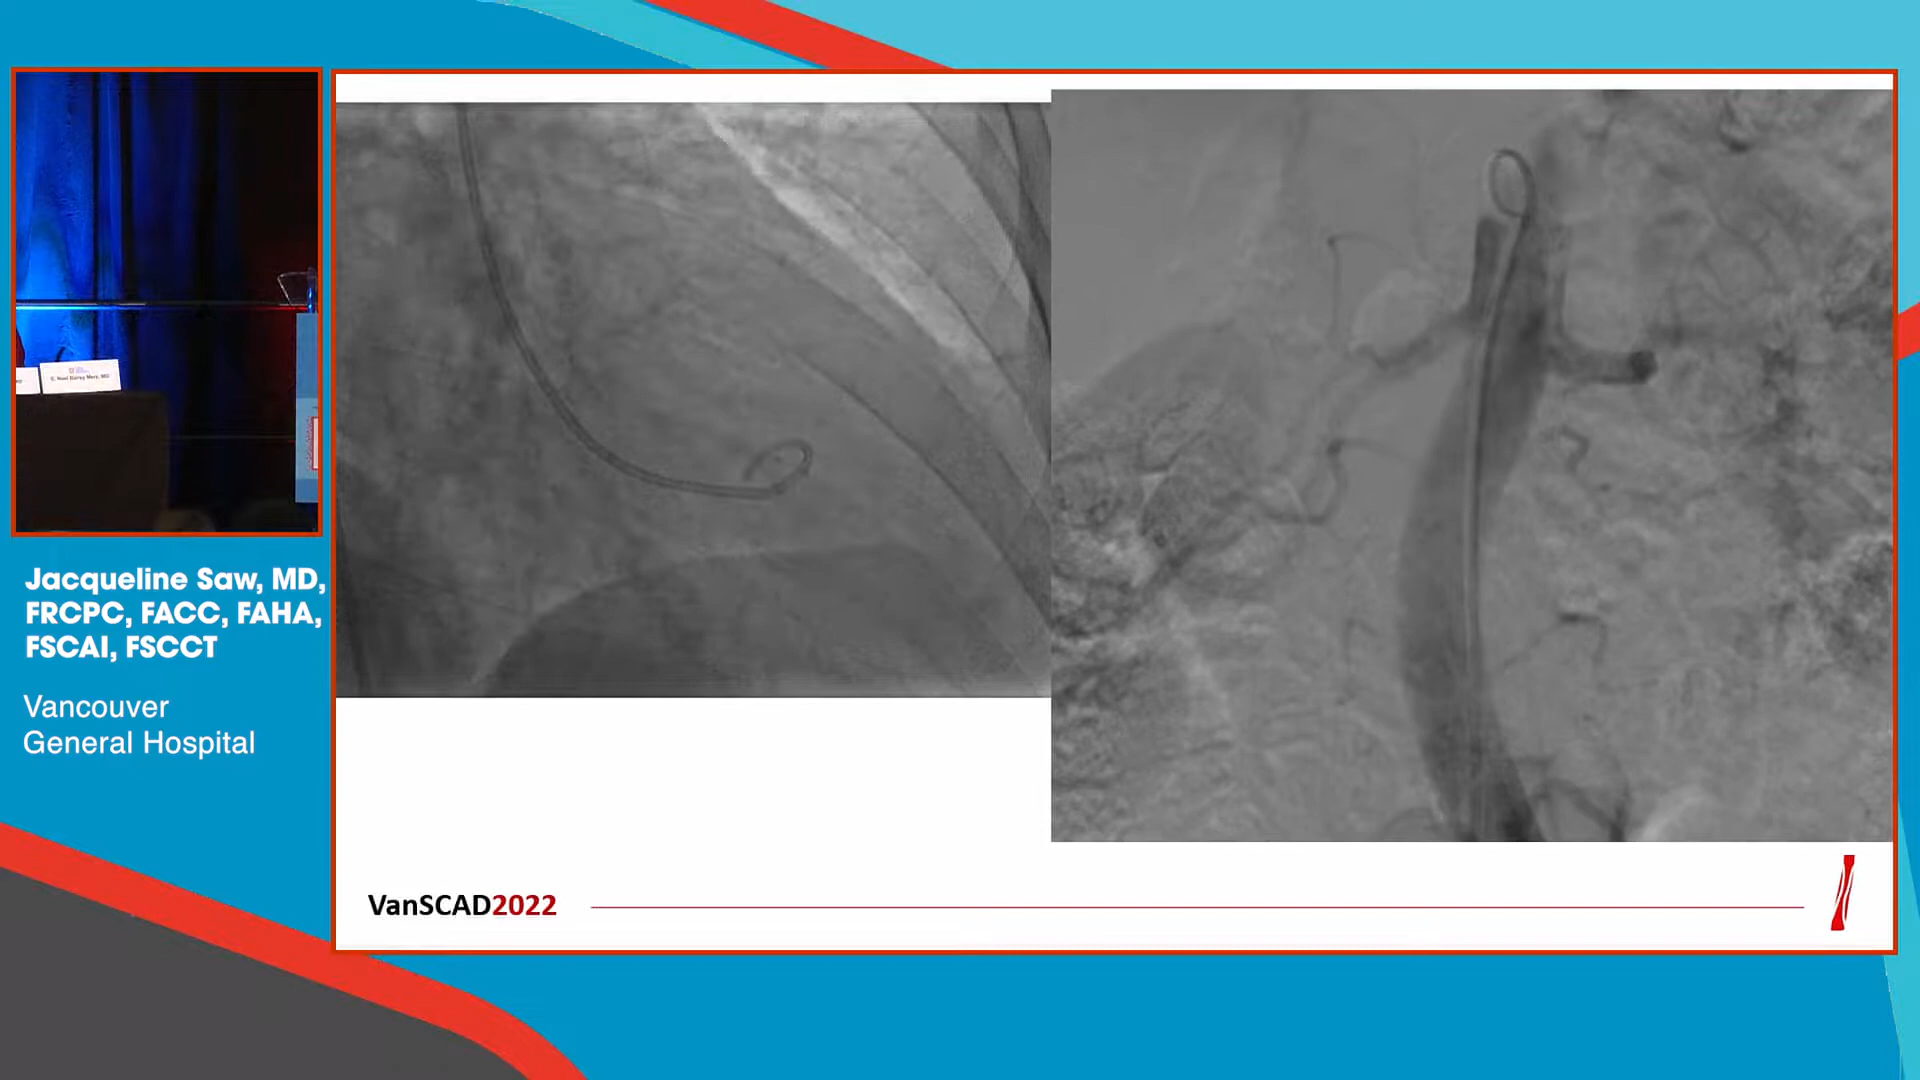 Jacqueline Saw, MD,
FRCPC, FACC, FAHA,
FSCAI, FSCCT
Vancouver
General Hospital
VanSCAD2022